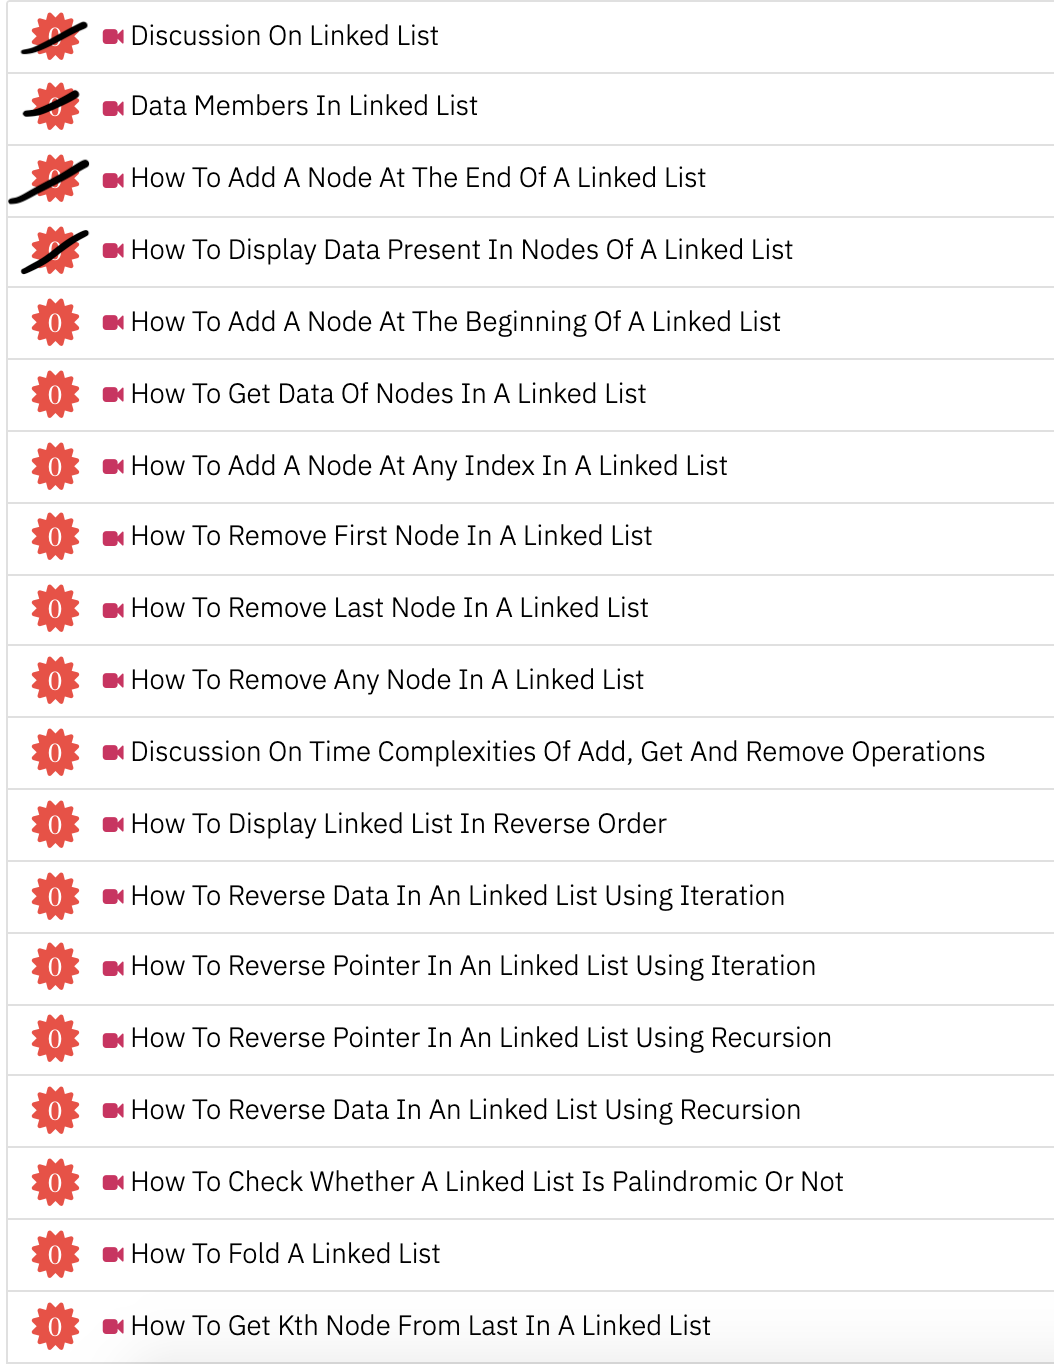 0 Discussion On Linked List
0 Data Members In Linked List
0 How To Add A Node At The End Of A Linked List
0 How To Display Data Present In Nodes Of A Linked List
0 How To Add A Node At The Beginning Of A Linked List
0 How To Get Data Of Nodes In A Linked List
0 How To Add A Node At Any Index In A Linked List
0 How To Remove First Node In A Linked List
0 How To Remove Last Node In A Linked List
0 How To Remove Any Node In A Linked List
0 Discussion On Time Complexities Of Add, Get And Remove Operations
0 How To Display Linked List In Reverse Order
0 How To Reverse Data In An Linked List Using Iteration
0 How To Reverse Pointer In An Linked List Using Iteration
0 How To Reverse Pointer In An Linked List Using Recursion
0 How To Reverse Data In An Linked List Using Recursion
0 How To Check Whether A Linked List Is Palindromic Or Not
0 How To Fold A Linked List
0 How To Get Kth Node From Last In A Linked List